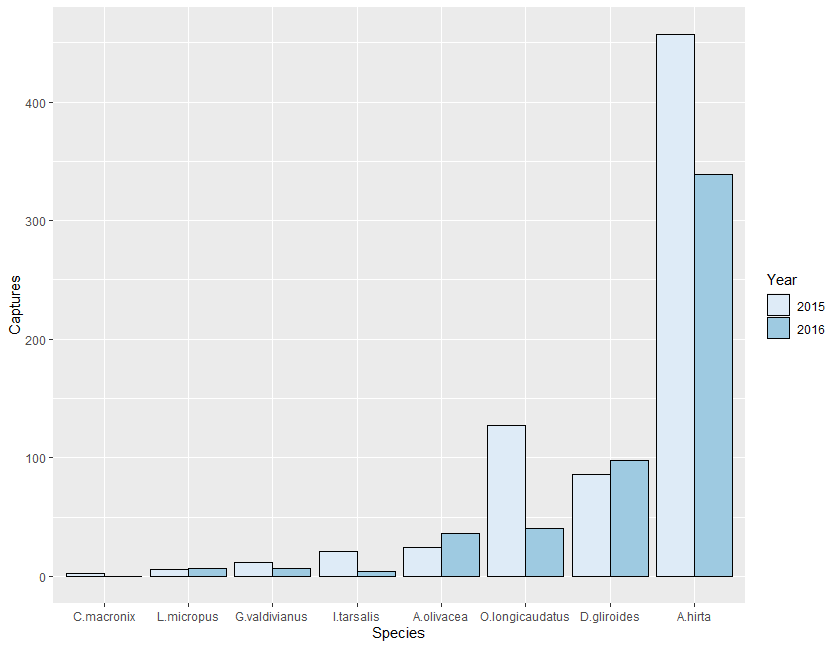 400
300
200
100
0
Captures
C.macronix L.micropus G.valdivianus I.tarsalis A.olivacea O.longicaudatus D.gliroides A.hirta
Species
Year
2015
2016